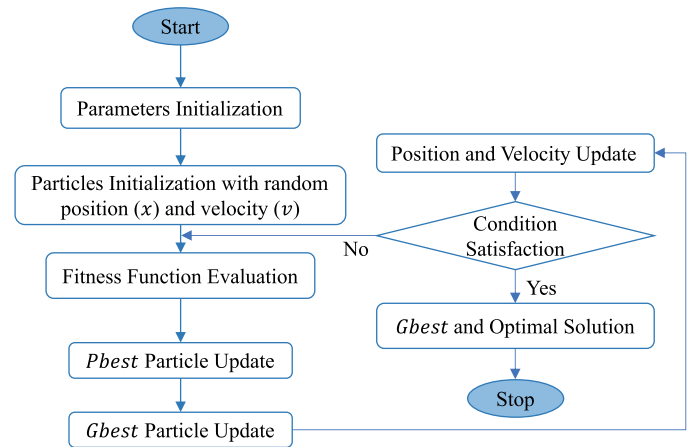 Start
Parameters Initialization
Particles Initialization with random
position (x) and velocity (v)
Fitness Function Evaluation
Pbest Particle Update
Gbest Particle Update
Position and Velocity Update
Condition
Satisfaction
No
Yes
Gbest and Optimal Solution
Stop